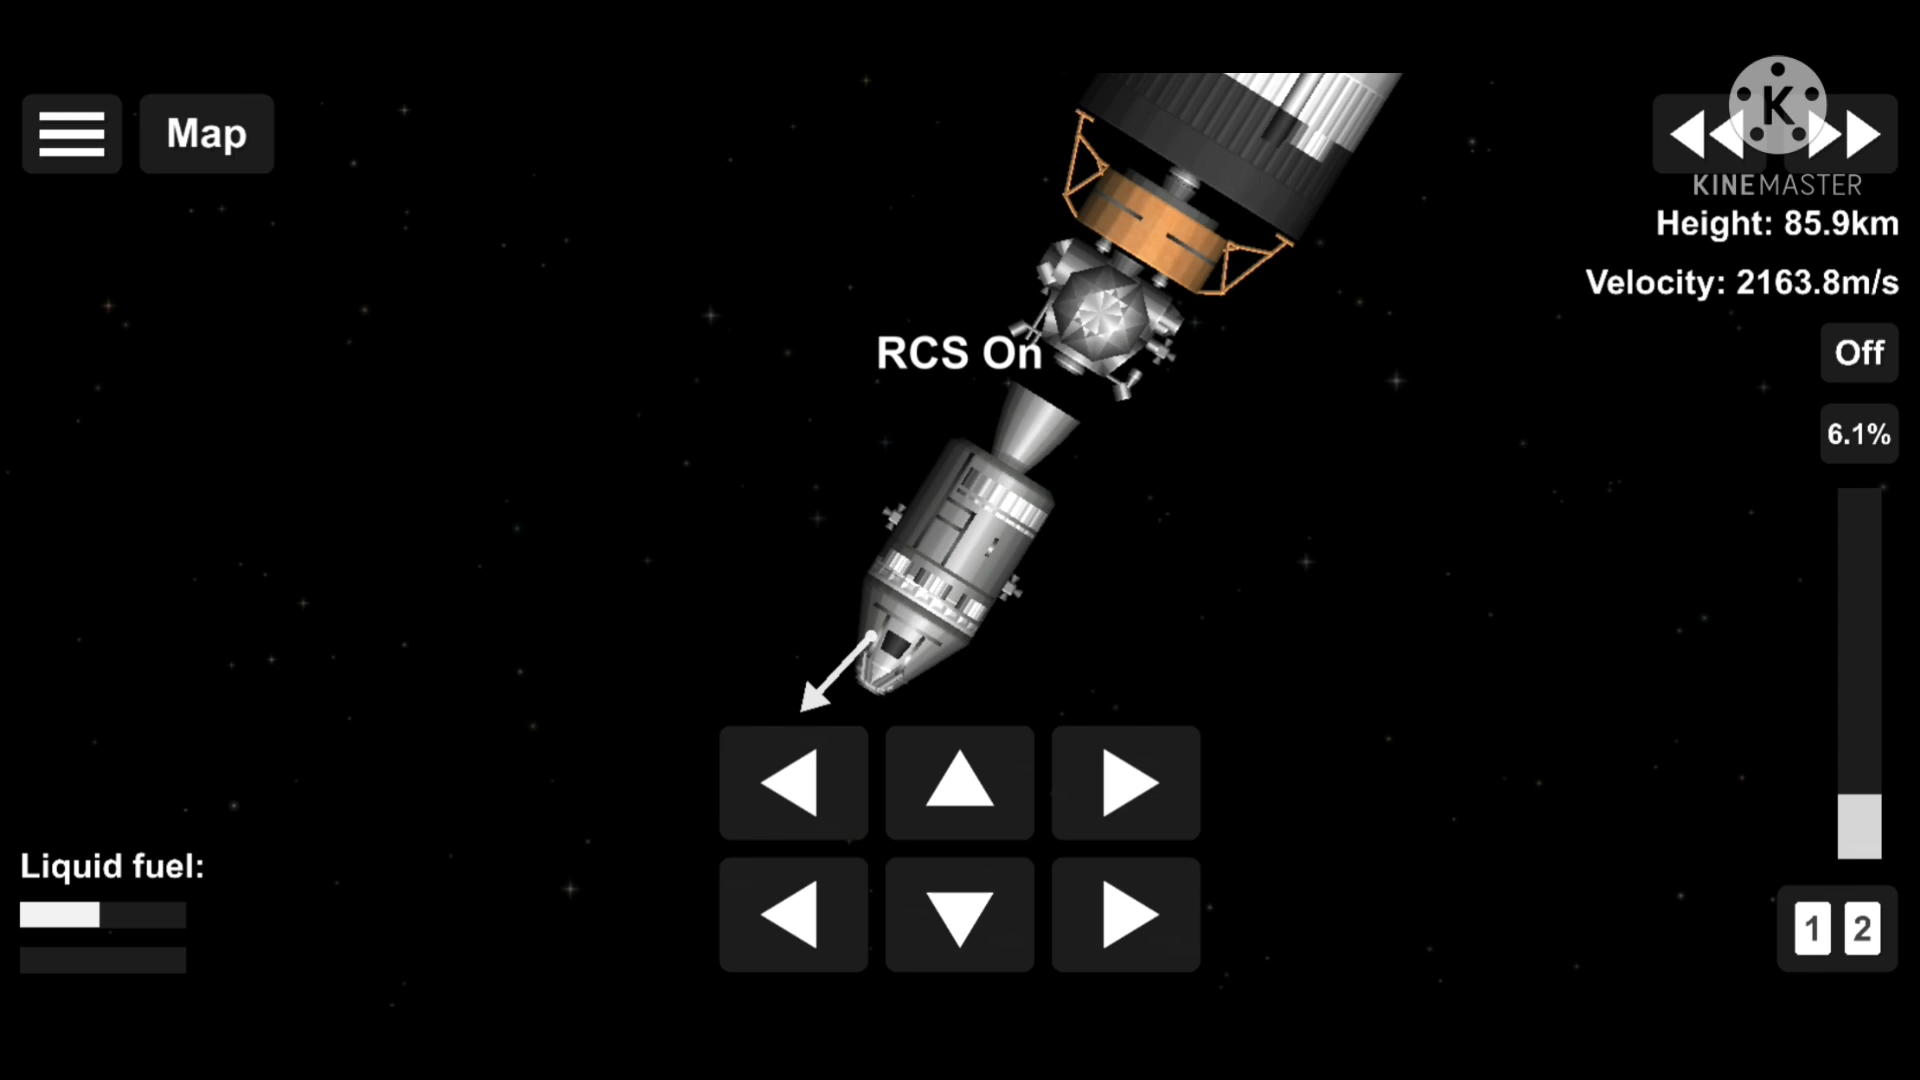 Map
K
KINEMASTER
Height: 85.9km
Velocity: 2163.8m/s
RCS On
Off
6.1%
Liquid fuel:
1 2